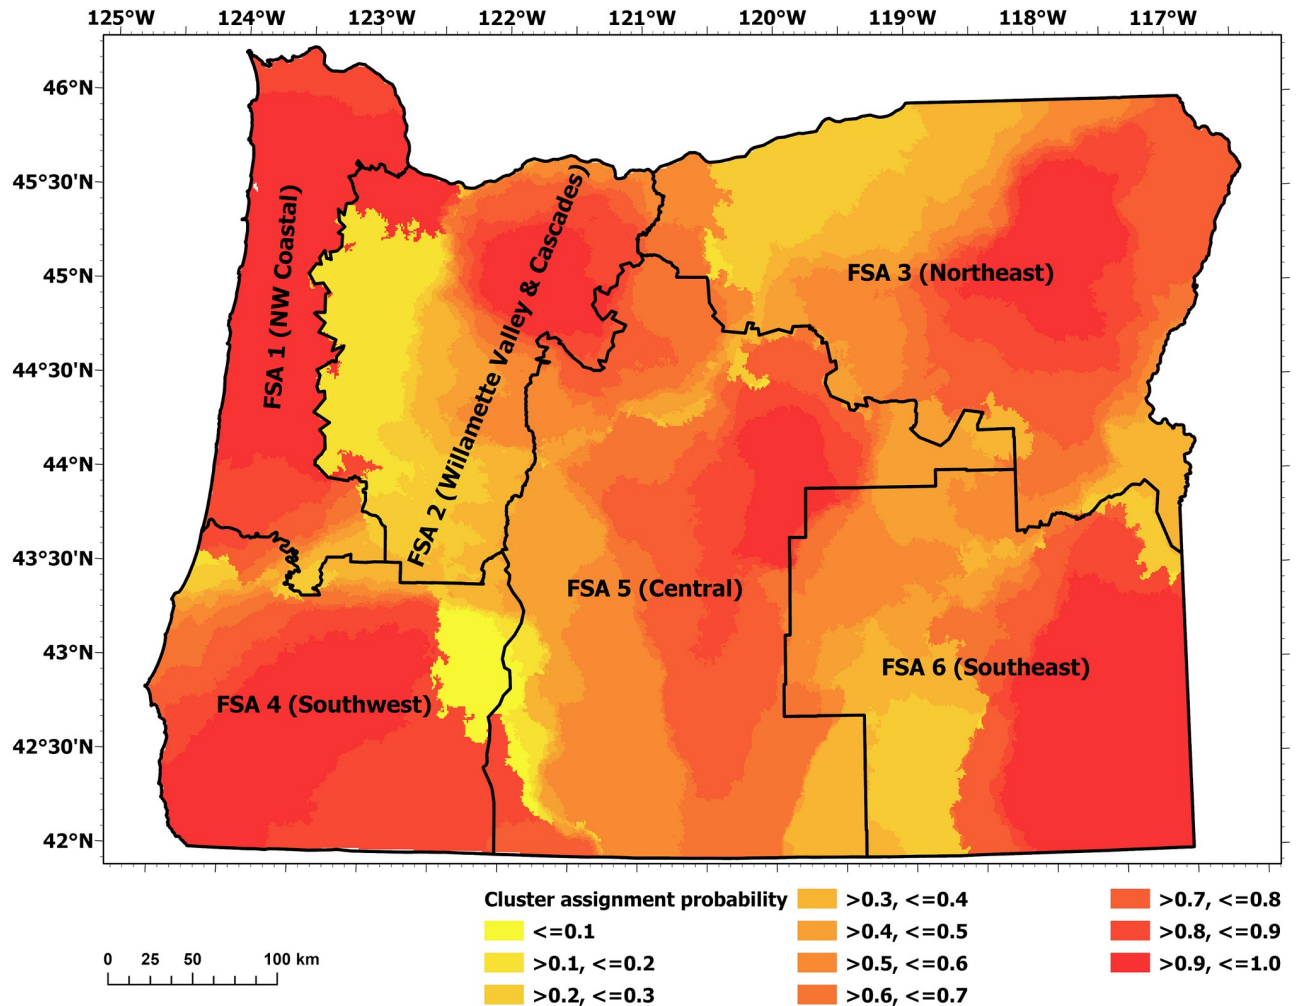 125°W 124°W 123°W 122°W 121°W 120°W 119°W 118°W 117°W
46°N
45°30'N
45°N
44°30'N
44°N
43°30'N
43°N
42°30'N
42°N
FSA 1 (NW Coastal)
FSA 2 (Willamette Valley & Cascades)
FSA 3 (Northeast)
FSA 5 (Central)
FSA 6 (Southeast)
FSA 4 (Southwest)
Cluster assignment probability
<=0.1
>0.1, <=0.2
>0.2, <=0.3
>0.3, <=0.4
>0.4, <=0.5
>0.5, <=0.6
>0.6, <=0.7
>0.7, <=0.8
>0.8, <=0.9
>0.9, <=1.0
0 25 50 100 km